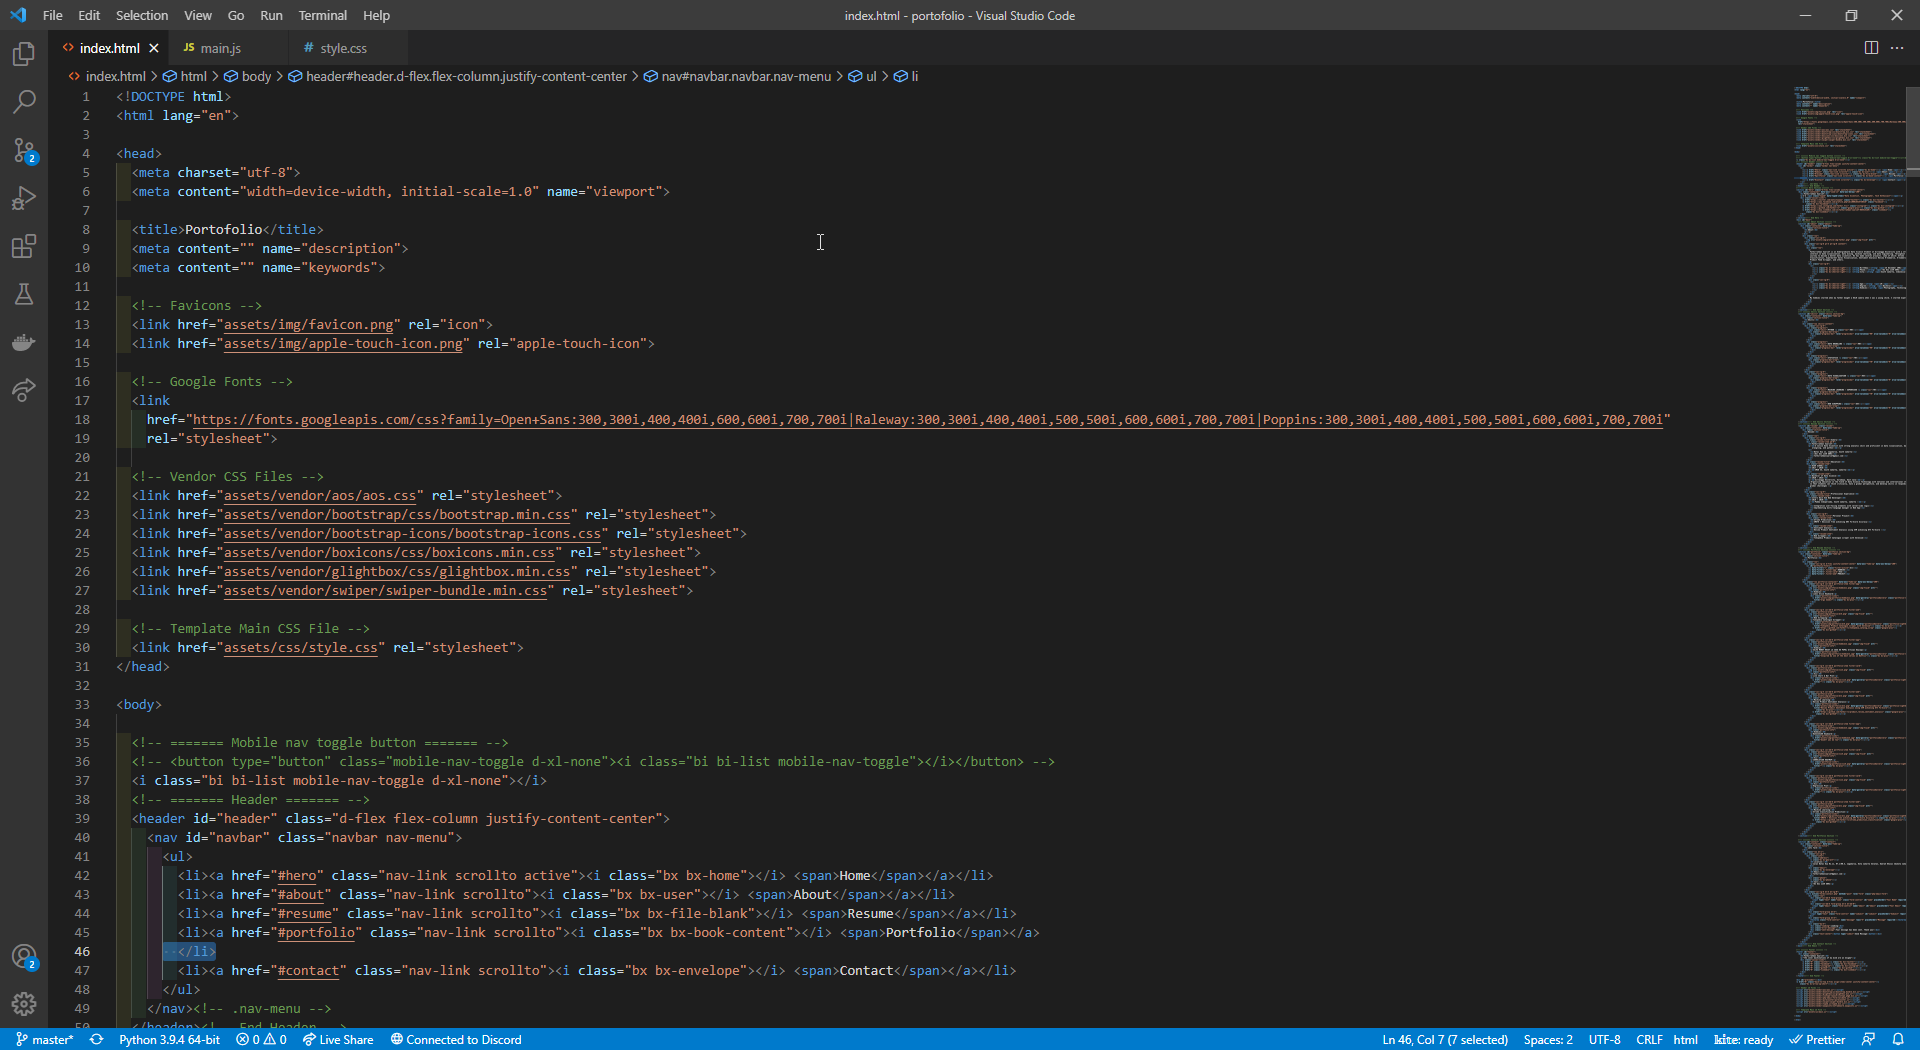 File Edit Selection View Go Run Terminal Help
index.html - portofolio - Visual Studio Code
<> index.html
JS main.js
# style.css
<> index.html > html > body > header#header.d-flex.flex-column.justify-content-center > nav#navbar.navbar.nav-menu > ul > li
1 <!DOCTYPE html>
2 <html lang="en">
3
4 <head>
5 <meta charset="utf-8">
6 <meta content="width=device-width, initial-scale=1.0" name="viewport">
7
8 <title>Portofolio</title>
9 <meta content="" name="description">
10 <meta content="" name="keywords">
11
12 <!-- Favicons -->
13 <link href="assets/img/favicon.png" rel="icon">
14 <link href="assets/img/apple-touch-icon.png" rel="apple-touch-icon">
15
16 <!-- Google Fonts -->
17 <link
18 href="https://fonts.googleapis.com/css?family=Open+Sans:300,300i,400,400i,600,600i,700,700i|Raleway:300,300i,400,400i,500,500i,600,600i,700,700i|Poppins:300,300i,400,400i,500,500i,600,600i,700,700i"
19 rel="stylesheet">
20
21 <!-- Vendor CSS Files -->
22 <link href="assets/vendor/aos/aos.css" rel="stylesheet">
23 <link href="assets/vendor/bootstrap/css/bootstrap.min.css" rel="stylesheet">
24 <link href="assets/vendor/bootstrap-icons/bootstrap-icons.css" rel="stylesheet">
25 <link href="assets/vendor/boxicons/css/boxicons.min.css" rel="stylesheet">
26 <link href="assets/vendor/glightbox/css/glightbox.min.css" rel="stylesheet">
27 <link href="assets/vendor/swiper/swiper-bundle.min.css" rel="stylesheet">
28
29 <!-- Template Main CSS File -->
30 <link href="assets/css/style.css" rel="stylesheet">
31 </head>
32
33 <body>
34
35 <!-- ======= Mobile nav toggle button ======= -->
36 <!-- <button type="button" class="mobile-nav-toggle d-xl-none"><i class="bi bi-list mobile-nav-toggle"></i></button> -->
37 <i class="bi bi-list mobile-nav-toggle d-xl-none"></i>
38 <!-- ======= Header ======= -->
39 <header id="header" class="d-flex flex-column justify-content-center">
40 <nav id="navbar" class="navbar nav-menu">
41 <ul>
42 <li><a href="#hero" class="nav-link scrollto active"><i class="bx bx-home"></i> <span>Home</span></a></li>
43 <li><a href="#about" class="nav-link scrollto"><i class="bx bx-user"></i> <span>About</span></a></li>
44 <li><a href="#resume" class="nav-link scrollto"><i class="bx bx-file-blank"></i> <span>Resume</span></a></li>
45 <li><a href="#portfolio" class="nav-link scrollto"><i class="bx bx-book-content"></i> <span>Portfolio</span></a>
46 </li>
47 <li><a href="#contact" class="nav-link scrollto"><i class="bx bx-envelope"></i> <span>Contact</span></a></li>
48 </ul>
49 </nav><!-- .nav-menu -->
50 </header><!-- End Header -->
2
2
master* Python 3.9.4 64-bit 0 0 Live Share Connected to Discord
Ln 46, Col 7 (7 selected) Spaces: 2 UTF-8 CRLF html kite: ready Prettier